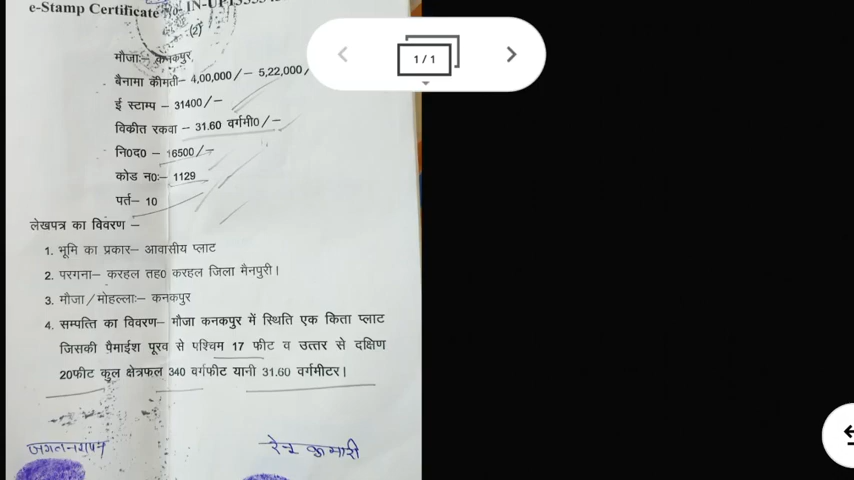 e-Stamp Certificate No- IN-UP
(2)
मौजाः- कनकपुर,
बैनामा कीमती– 4,00,000/– 5,22,000/
ई स्टाम्प – 31400/–
विकीत रकवा – 31.60 वर्गमी0/–
नि0द0 – 16500/–
कोड न0:– 1129
पर्त– 10
लेखपत्र का विवरण –
1. भूमि का प्रकार– आवासीय प्लाट
2. परगना– करहल तह0 करहल जिला मैनपुरी।
3. मौजा/मोहल्लाः– कनकपुर
4. सम्पत्ति का विवरण– मौजा कनकपुर में स्थिति एक किता प्लाट
जिसकी पैमाईश पूरव से पश्चिम 17 फीट व उत्तर से दक्षिण
20फीट कुल क्षेत्रफल 340 वर्गफीट यानी 31.60 वर्गमीटर।
रेनू कुमारी
1 / 1